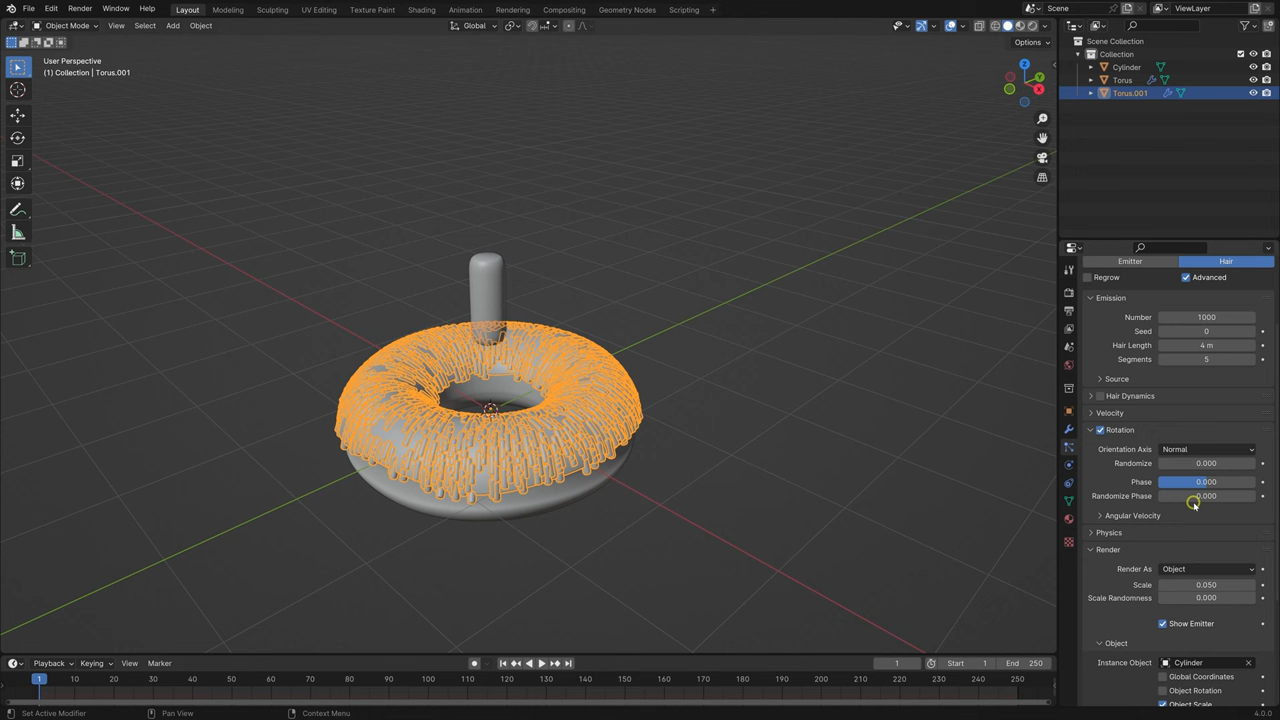 File Edit Render Window Help Layout Modeling Sculpting UV Editing Texture Paint Shading Animation Rendering Compositing Geometry Nodes Scripting + Scene ViewLayer
Object Mode View Select Add Object Global
Options
User Perspective
(1) Collection | Torus.001
Z
Y
X
Scene Collection
Collection
Cylinder
Torus
Torus.001
Emitter Hair
Regrow Advanced
Emission
Number 1000
Seed 0
Hair Length 4 m
Segments 5
Source
Hair Dynamics
Velocity
Rotation
Orientation Axis Normal
Randomize 0.000
Phase 0.000
Randomize Phase 0.000
Angular Velocity
Physics
Render
Render As Object
Scale 0.050
Scale Randomness 0.000
Show Emitter
Object
Instance Object Cylinder
Global Coordinates
Object Rotation
Object Scale
Playback Keying View Marker 1 Start 1 End 250
1 10 20 30 40 50 60 70 80 90 100 110 120 130 140 150 160 170 180 190 200 210 220 230 240 250
Set Active Modifier Pan View Context Menu 4.0.0